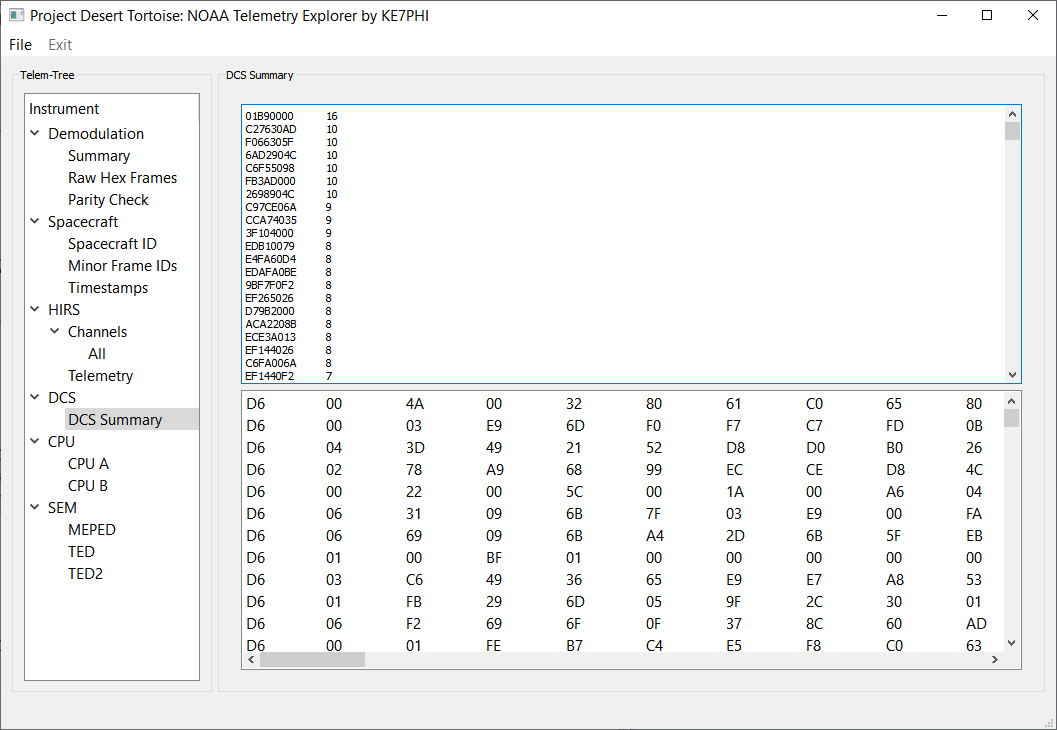 Project Desert Tortoise: NOAA Telemetry Explorer by KE7PHI
File Exit
Telem-Tree
Instrument
Demodulation
Summary
Raw Hex Frames
Parity Check
Spacecraft
Spacecraft ID
Minor Frame IDs
Timestamps
HIRS
Channels
All
Telemetry
DCS
DCS Summary
CPU
CPU A
CPU B
SEM
MEPED
TED
TED2
DCS Summary
01B90000 16
C27630AD 10
F066305F 10
6AD2904C 10
C6F55098 10
FB3AD000 10
2698904C 10
C97CE06A 9
CCA74035 9
3F104000 9
EDB10079 8
E4FA60D4 8
EDAFA0BE 8
9BF7F0F2 8
EF265026 8
D79B2000 8
ACA2208B 8
ECE3A013 8
EF144026 8
C6FA006A 8
EF1440F2 7
D6 00 4A 00 32 80 61 C0 65 80
D6 00 03 E9 6D F0 F7 C7 FD 0B
D6 04 3D 49 21 52 D8 D0 B0 26
D6 02 78 A9 68 99 EC CE D8 4C
D6 00 22 00 5C 00 1A 00 A6 04
D6 06 31 09 6B 7F 03 E9 00 FA
D6 06 69 09 6B A4 2D 6B 5F EB
D6 01 00 BF 01 00 00 00 00 00
D6 03 C6 49 36 65 E9 E7 A8 53
D6 01 FB 29 6D 05 9F 2C 30 01
D6 06 F2 69 6F 0F 37 8C 60 AD
D6 00 01 FE B7 C4 E5 F8 C0 63